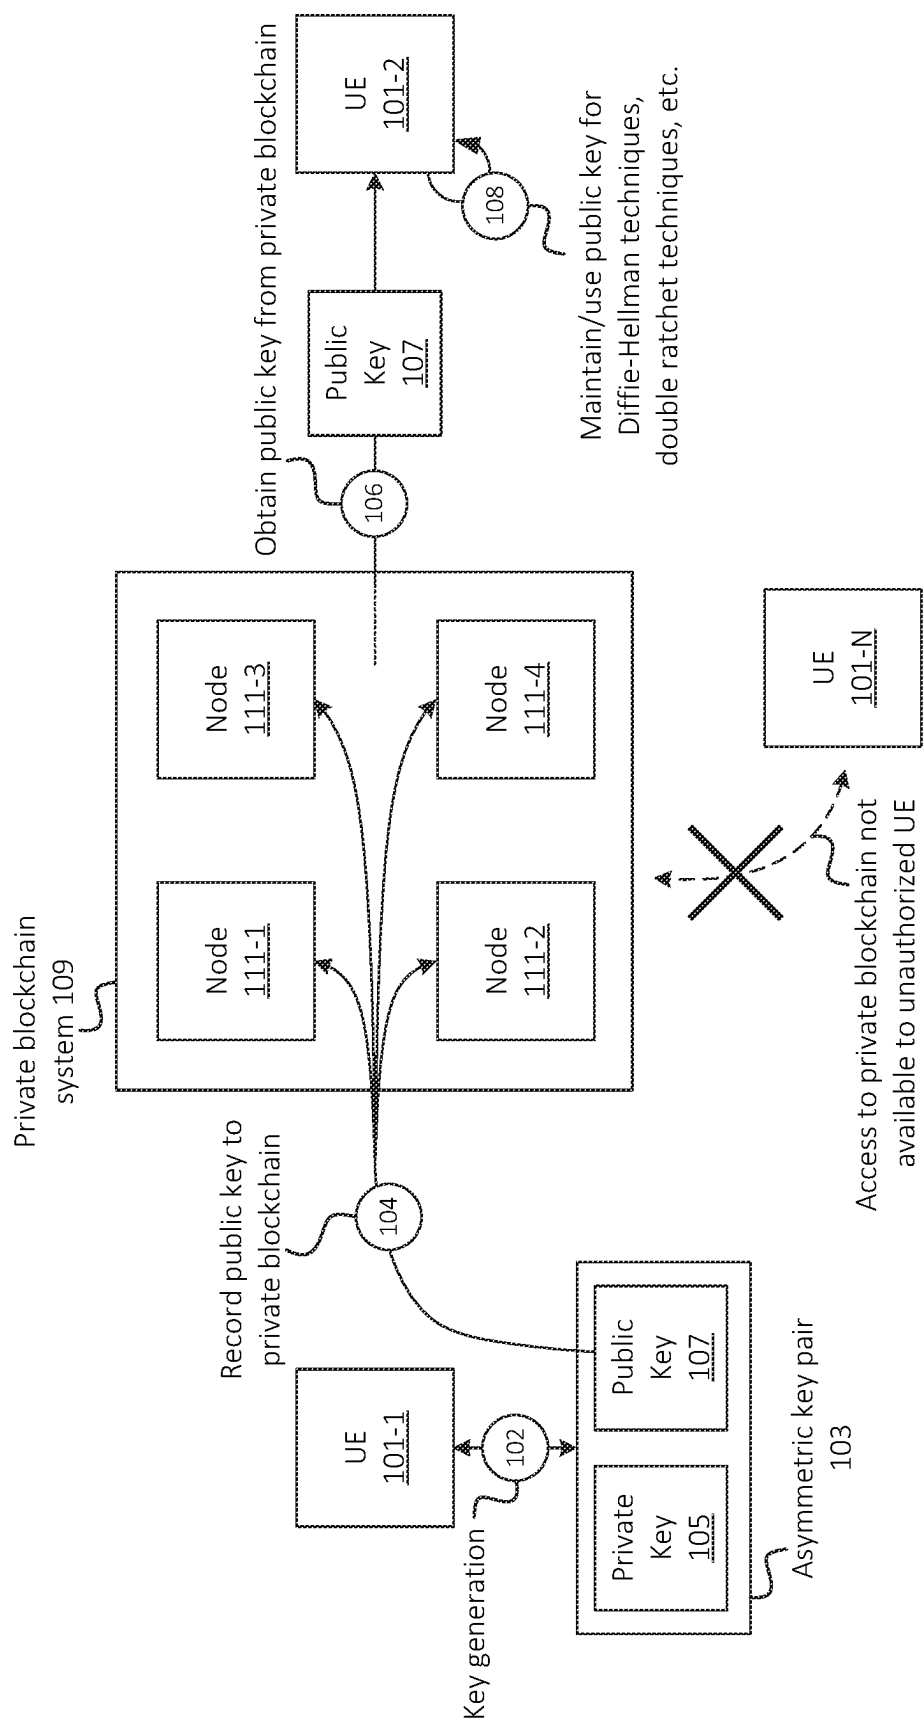 Private blockchain
system 109
Record public key to
private blockchain
Obtain public key from private blockchain
UE
101-1
Key generation
102
104
Private
Key
105
Public
Key
107
Asymmetric key pair
103
Node
111-1
Node
111-2
Node
111-3
Node
111-4
106
Public
Key
107
UE
101-2
108
Maintain/use public key for
Diffie-Hellman techniques,
double ratchet techniques, etc.
Access to private blockchain not
available to unauthorized UE
UE
101-N